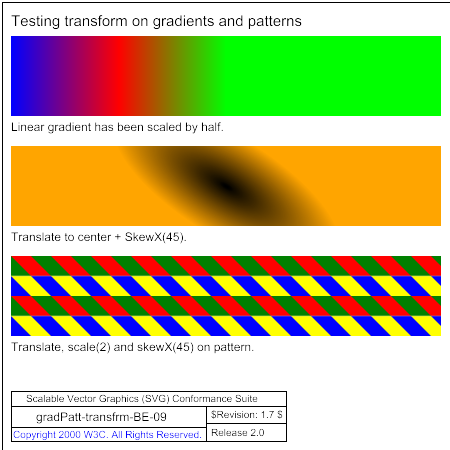 Testing transform on gradients and patterns
Linear gradient has been scaled by half.
Translate to center + SkewX(45).
Translate, scale(2) and skewX(45) on pattern.
Scalable Vector Graphics (SVG) Conformance Suite
gradPatt-transfrm-BE-09
$Revision: 1.7 $
Copyright 2000 W3C. All Rights Reserved.
Release 2.0